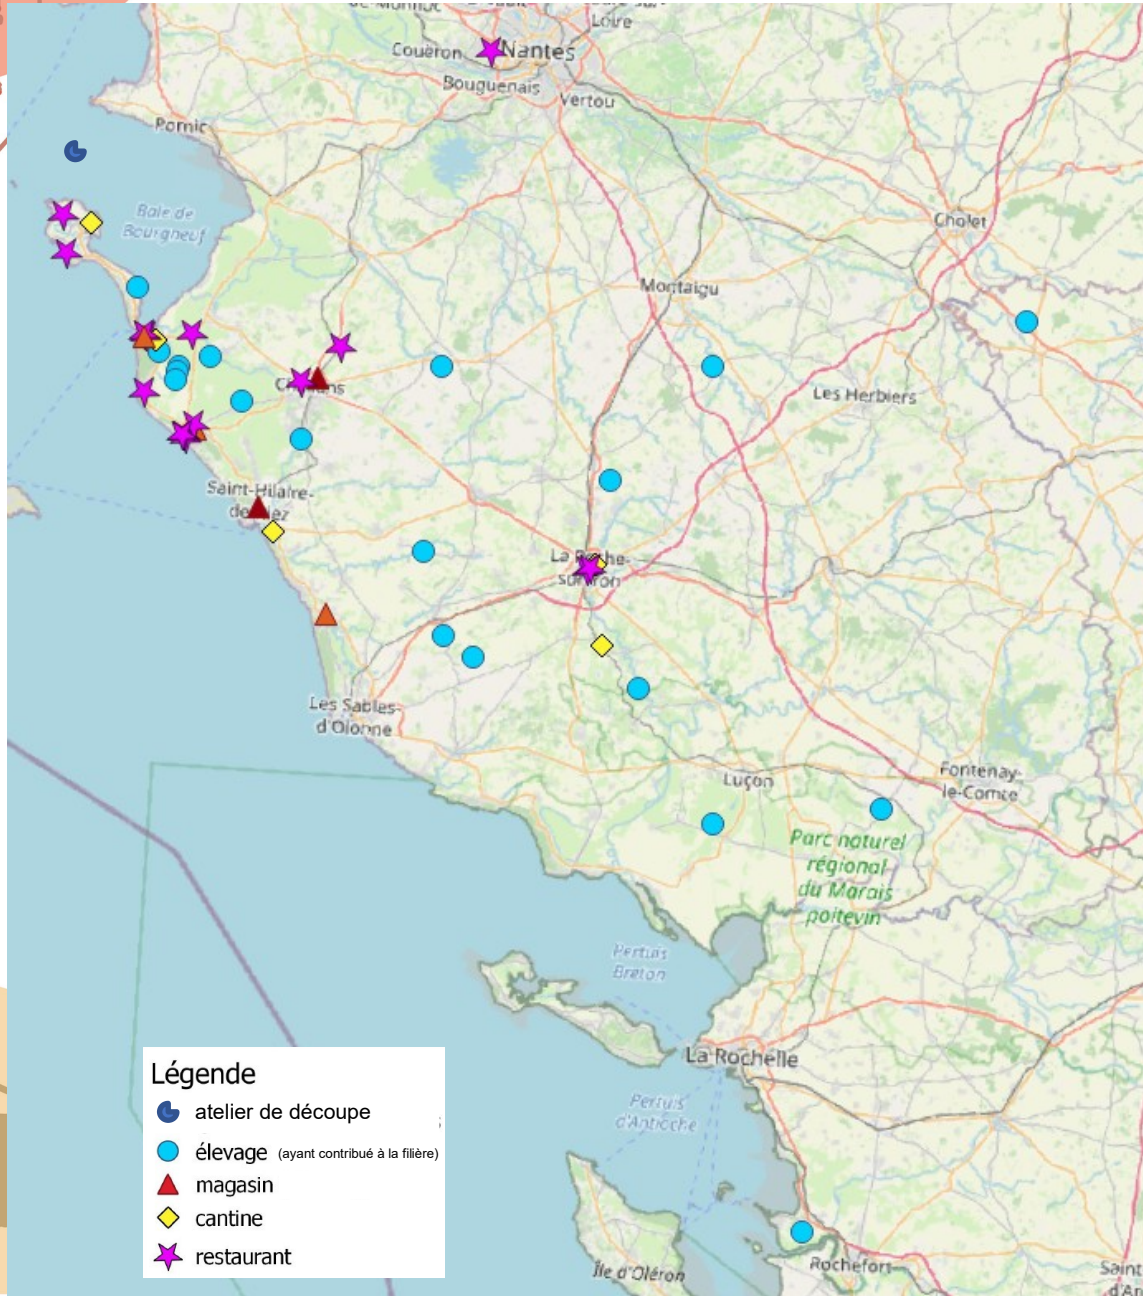 Loire
Couëron
Nantes
Bouguenais
Vertou
Pornic
Baie de
Bourgneuf
Cholet
Montaigu
Les Herbiers
Saint-Hilaire-
Les Sables-
d'Olonne
Luçon
Fontenay-
le-Comte
Parc naturel
régional
du Marais
poitevin
Pertuis
Breton
La Rochelle
Pertuis
d'Antioche
Rochefort
Île d'Oléron
Saint
d'An
Légende
atelier de découpe
élevage (ayant contribué à la filière)
magasin
cantine
restaurant